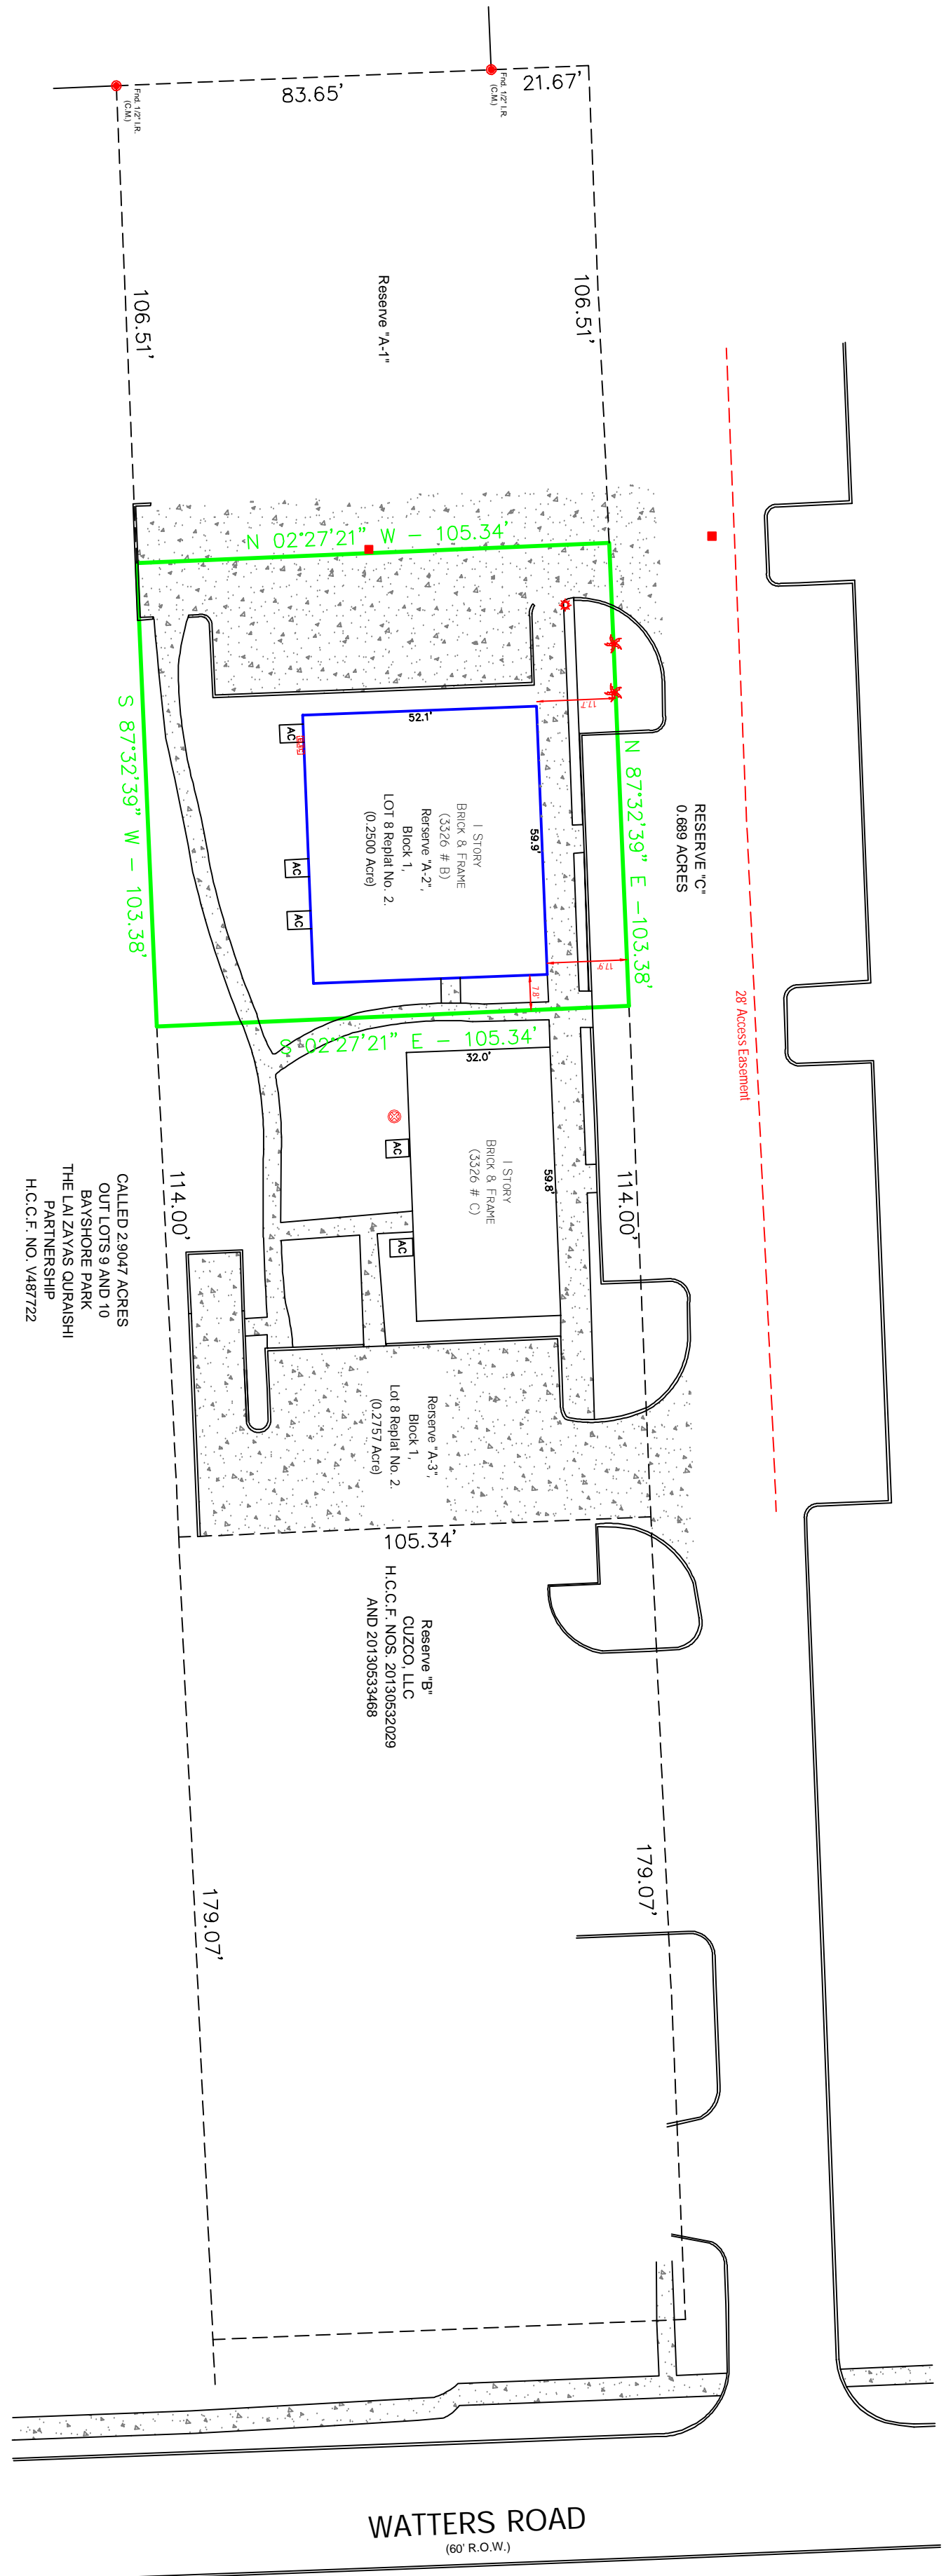 21.67'
83.65'
Fnd. 1/2" I.R.
(C.M.)
Fnd. 1/2" I.R.
(C.M.)
106.51'
106.51'
Reserve "A-1"
N 02°27'21" W – 105.34'
N 87°32'39" E –103.38'
S 87°32'39" W – 103.38'
S 02°27'21" E – 105.34'
17.7'
17.9'
7.8'
52.1'
59.9'
1 STORY
BRICK & FRAME
(3326 # B)
Rerserve "A-2",
Block 1,
LOT 8 Replat No. 2.
(0.2500 Acre)
AC
AC
AC
RESERVE "C"
0.689 ACRES
28' Access Easement
32.0'
59.8'
1 STORY
BRICK & FRAME
(3326 # C)
AC
AC
114.00'
114.00'
CALLED 2.9047 ACRES
OUT LOTS 9 AND 10
BAYSHORE PARK
THE LAI ZAYAS QURAISHI
PARTNERSHIP
H.C.C.F. NO. V487722
Rerserve "A-3",
Block 1,
Lot 8 Replat No. 2.
(0.2757 Acre)
105.34'
Reserve "B"
CUZCO, LLC
H.C.C.F. NOS. 20130532029
AND 20130533468
179.07'
179.07'
WATTERS ROAD
(60' R.O.W.)